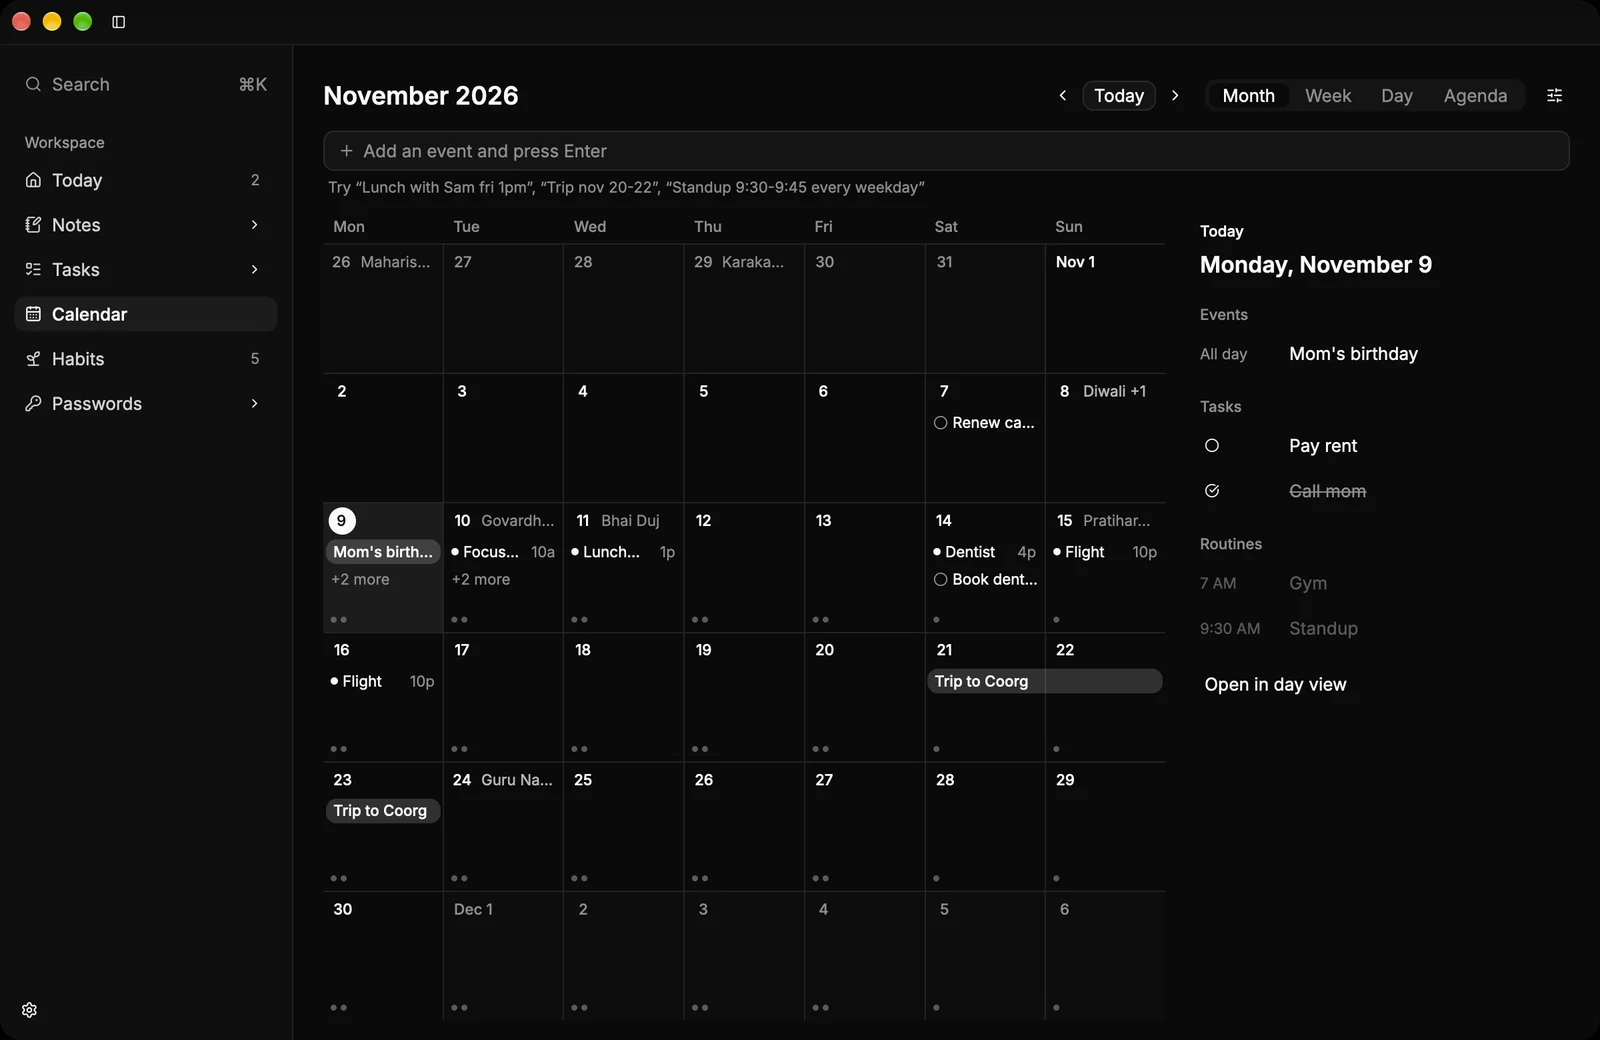 Search ⌘K
Workspace
Today 2
Notes
Tasks
Calendar
Habits 5
Passwords
November 2026
Today
Month Week Day Agenda
+ Add an event and press Enter
Try “Lunch with Sam fri 1pm”, “Trip nov 20-22”, “Standup 9:30-9:45 every weekday”
Mon Tue Wed Thu Fri Sat Sun
26 Maharis... 27 28 29 Karaka... 30 31 Nov 1
2 3 4 5 6 7 8 Diwali +1
Renew ca...
9 10 Govardh... 11 Bhai Duj 12 13 14 15 Pratihar...
Mom's birth... Focus... 10a Lunch... 1p Dentist 4p Flight 10p
+2 more +2 more Book dent...
16 17 18 19 20 21 22
Flight 10p Trip to Coorg
23 24 Guru Na... 25 26 27 28 29
Trip to Coorg
30 Dec 1 2 3 4 5 6
Today
Monday, November 9
Events
All day Mom's birthday
Tasks
Pay rent
Call mom
Routines
7 AM Gym
9:30 AM Standup
Open in day view